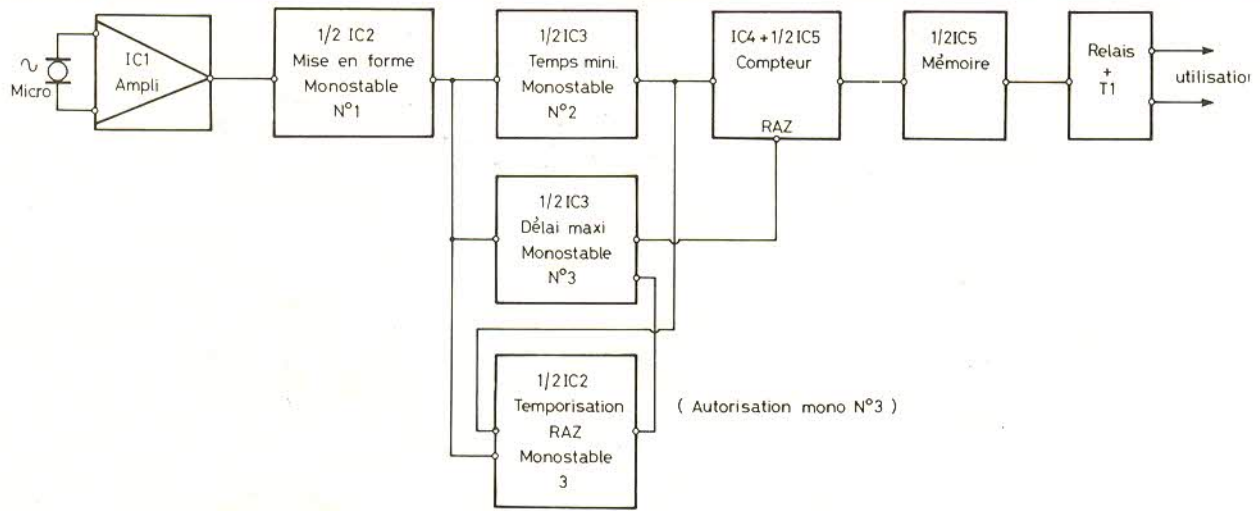 IC1
Ampli
Micro
1/2 IC2
Mise en forme
Monostable
N°1
1/2 IC3
Temps mini.
Monostable
N°2
IC4 + 1/2 IC5
Compteur
RAZ
1/2 IC5
Mémoire
Relais
+
T1
utilisation
1/2 IC3
Délai maxi
Monostable
N°3
1/2 IC2
Temporisation
RAZ
Monostable
3
( Autorisation mono N°3 )